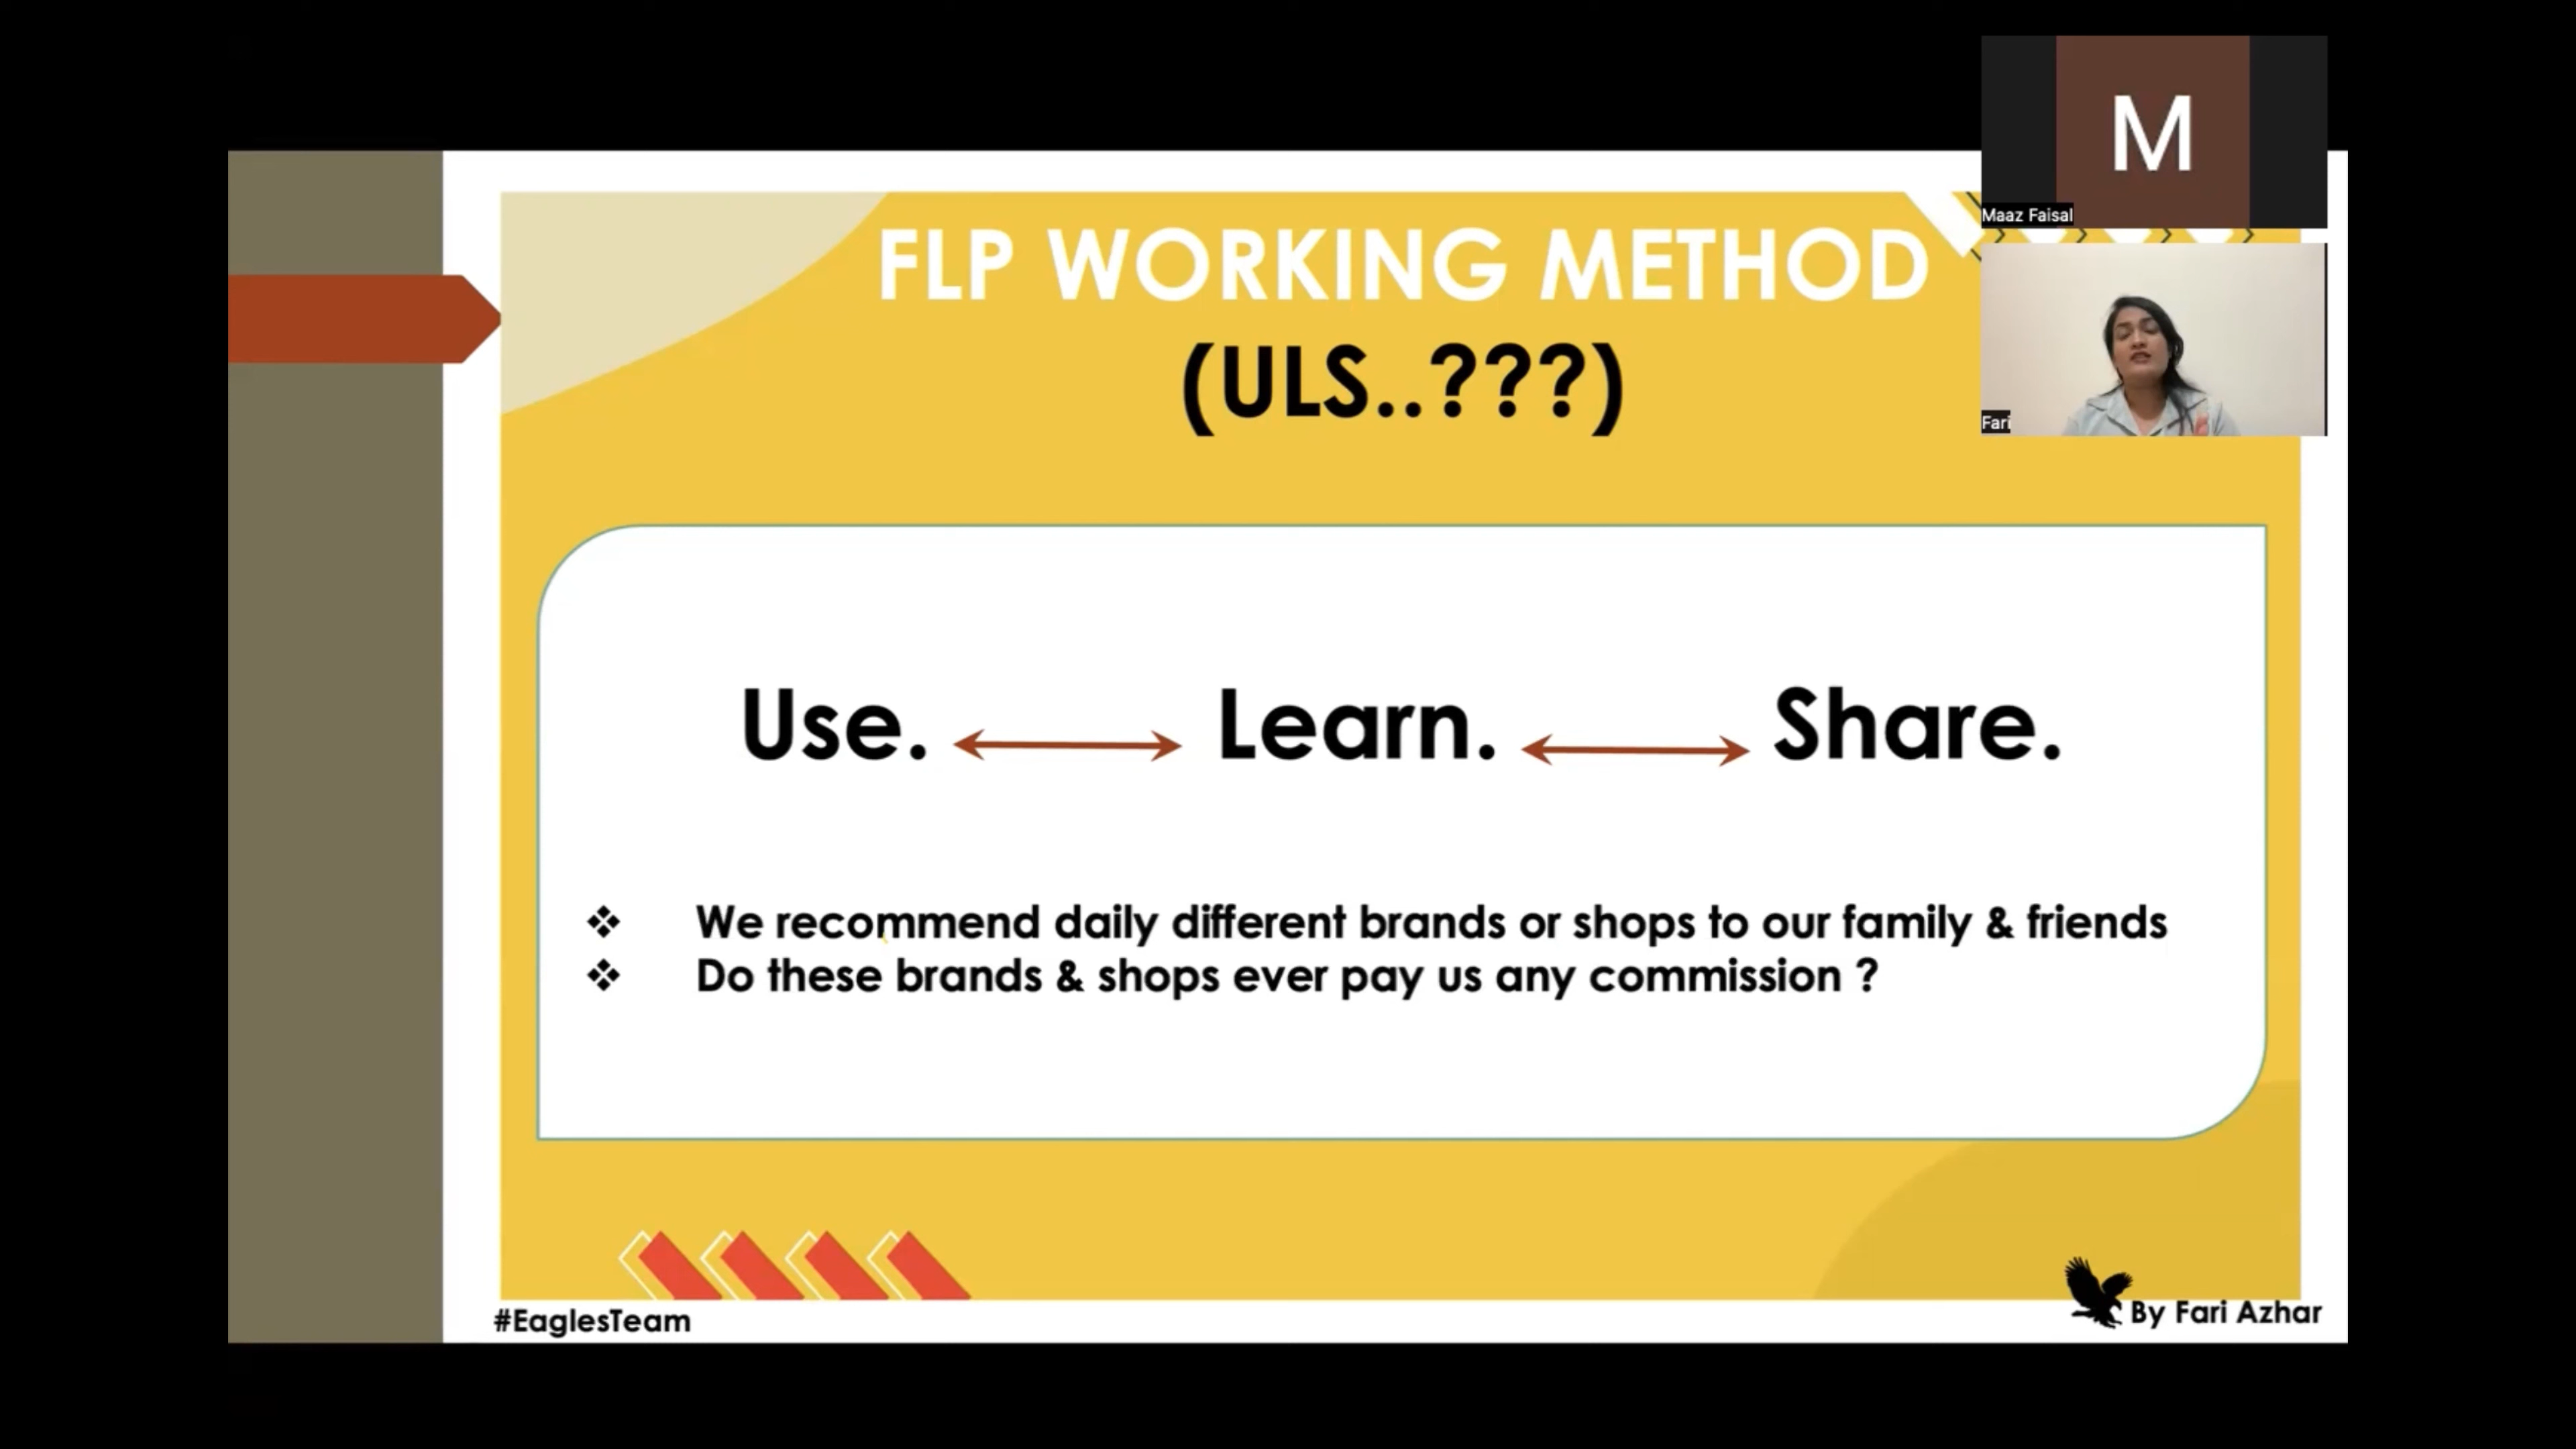 M
Maaz Faisal
FLP WORKING METHOD
(ULS..???)
Fari
Use. Learn. Share.
❖ We recommend daily different brands or shops to our family & friends
❖ Do these brands & shops ever pay us any commission ?
#EaglesTeam
By Fari Azhar